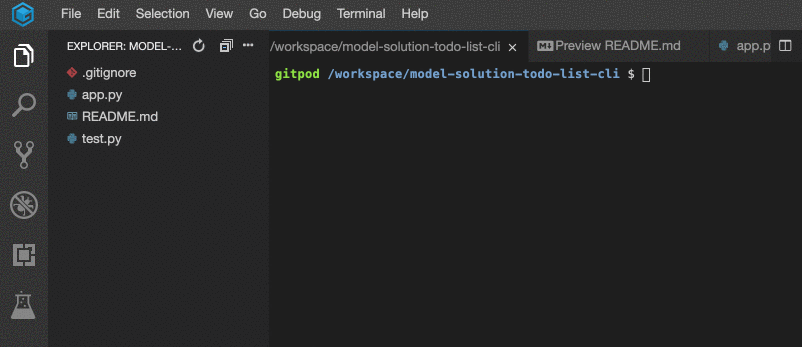 File Edit Selection View Go Debug Terminal Help
EXPLORER: MODEL-...
/workspace/model-solution-todo-list-cli × Preview README.md app.p
gitpod /workspace/model-solution-todo-list-cli $
.gitignore
app.py
README.md
test.py